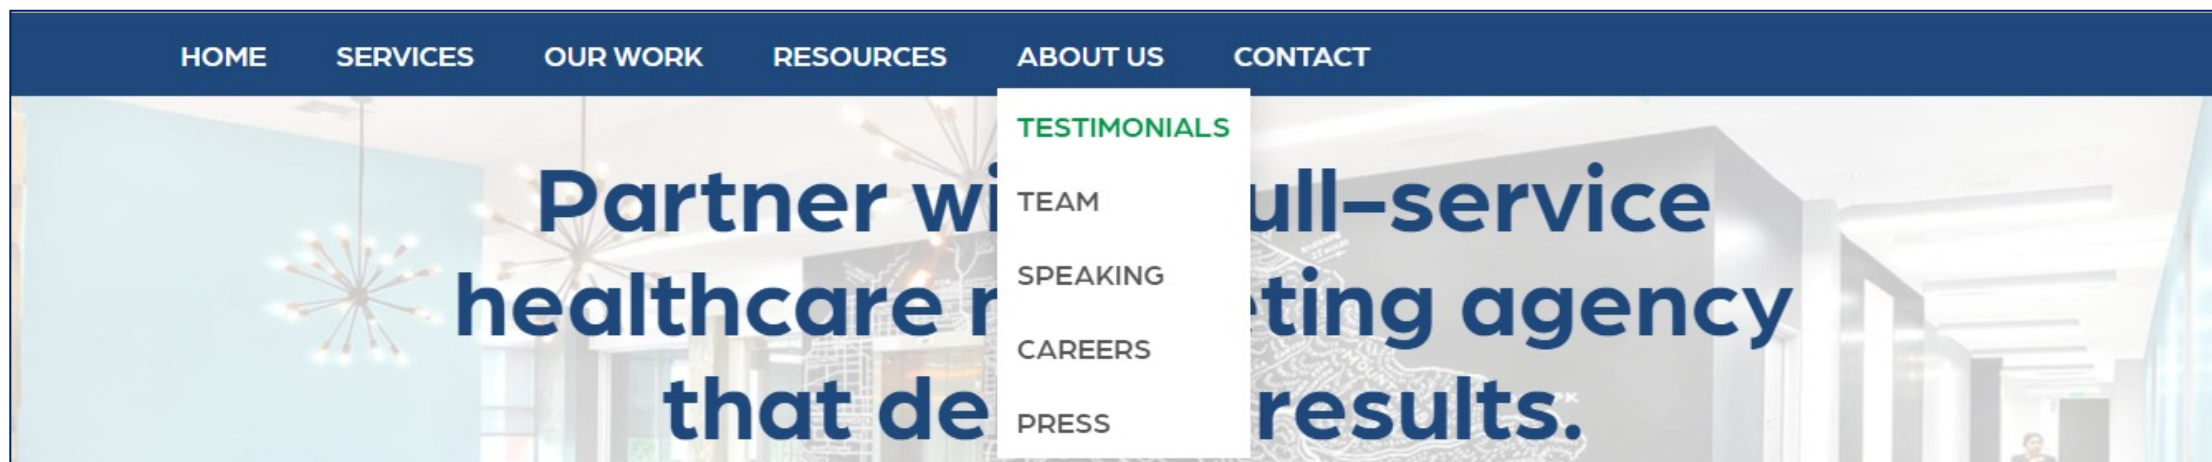 HOME SERVICES OUR WORK RESOURCES ABOUT US CONTACT
TESTIMONIALS
TEAM
SPEAKING
CAREERS
PRESS
Partner wi ull-service
healthcare ting agency
that de results.